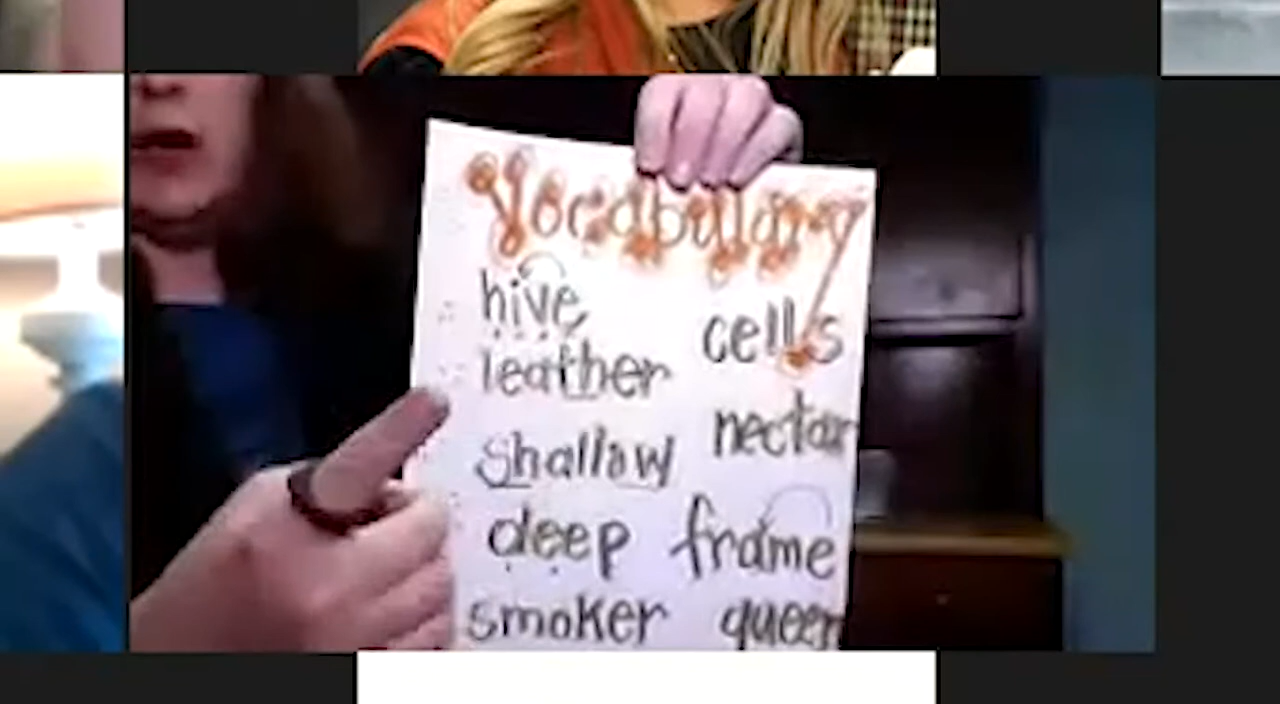 Vocabulary
hive
leather
shallow
deep
smoker
cells
nectar
frame
queen